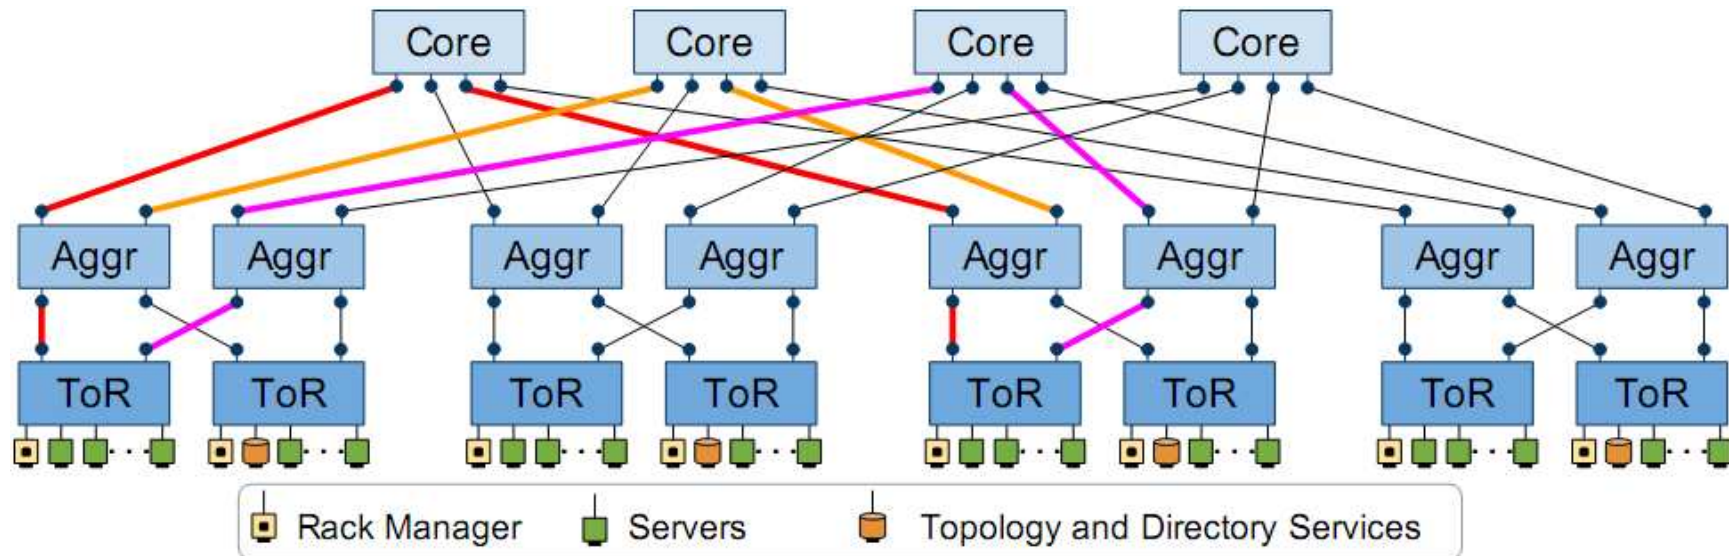 Core Core Core Core
Aggr Aggr Aggr Aggr Aggr Aggr Aggr Aggr
ToR ToR ToR ToR ToR ToR ToR ToR
Rack Manager Servers Topology and Directory Services